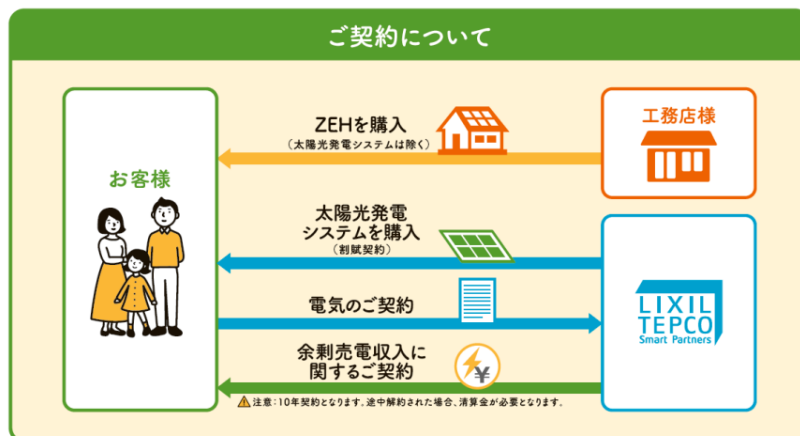 ご契約について
お客様
ZEHを購入
(太陽光発電システムは除く)
工務店様
太陽光発電
システムを購入
(割賦契約)
電気のご契約
LIXIL
TEPCO
Smart Partners
余剰売電収入に
関するご契約
¥
注意:10年契約となります。途中解約された場合、清算金が必要となります。